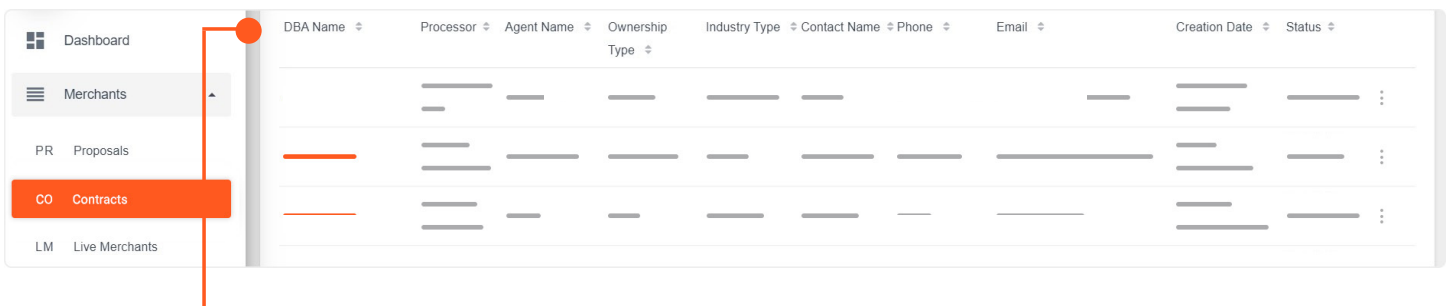 Dashboard
Merchants
PR Proposals
CO Contracts
LM Live Merchants
DBA Name Processor Agent Name Ownership Industry Type Contact Name Phone Email Creation Date Status
Type